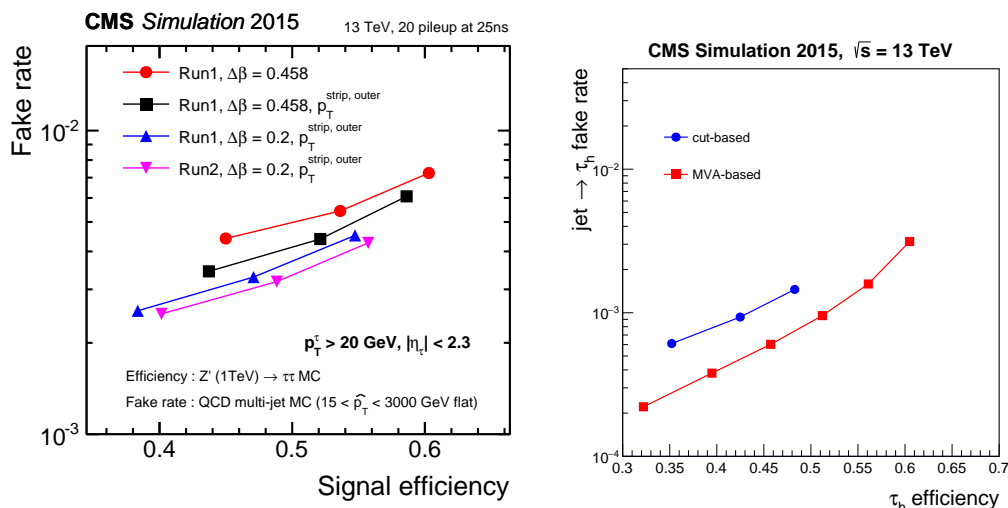 CMS Simulation 2015
13 TeV, 20 pileup at 25ns
Fake rate
Run1, Δβ = 0.458
Run1, Δβ = 0.458, p_T^strip, outer
Run1, Δβ = 0.2, p_T^strip, outer
Run2, Δβ = 0.2, p_T^strip, outer
10⁻²
p_T^τ > 20 GeV, |η_τ| < 2.3
Efficiency : Z' (1TeV) → ττ MC
Fake rate : QCD multi-jet MC (15 < p̂_T < 3000 GeV flat)
10⁻³
0.4 0.5 0.6
Signal efficiency
CMS Simulation 2015, √s = 13 TeV
jet → τ_h fake rate
cut-based
MVA-based
10⁻²
10⁻³
10⁻⁴
0.3 0.35 0.4 0.45 0.5 0.55 0.6 0.65 0.7
τ_h efficiency